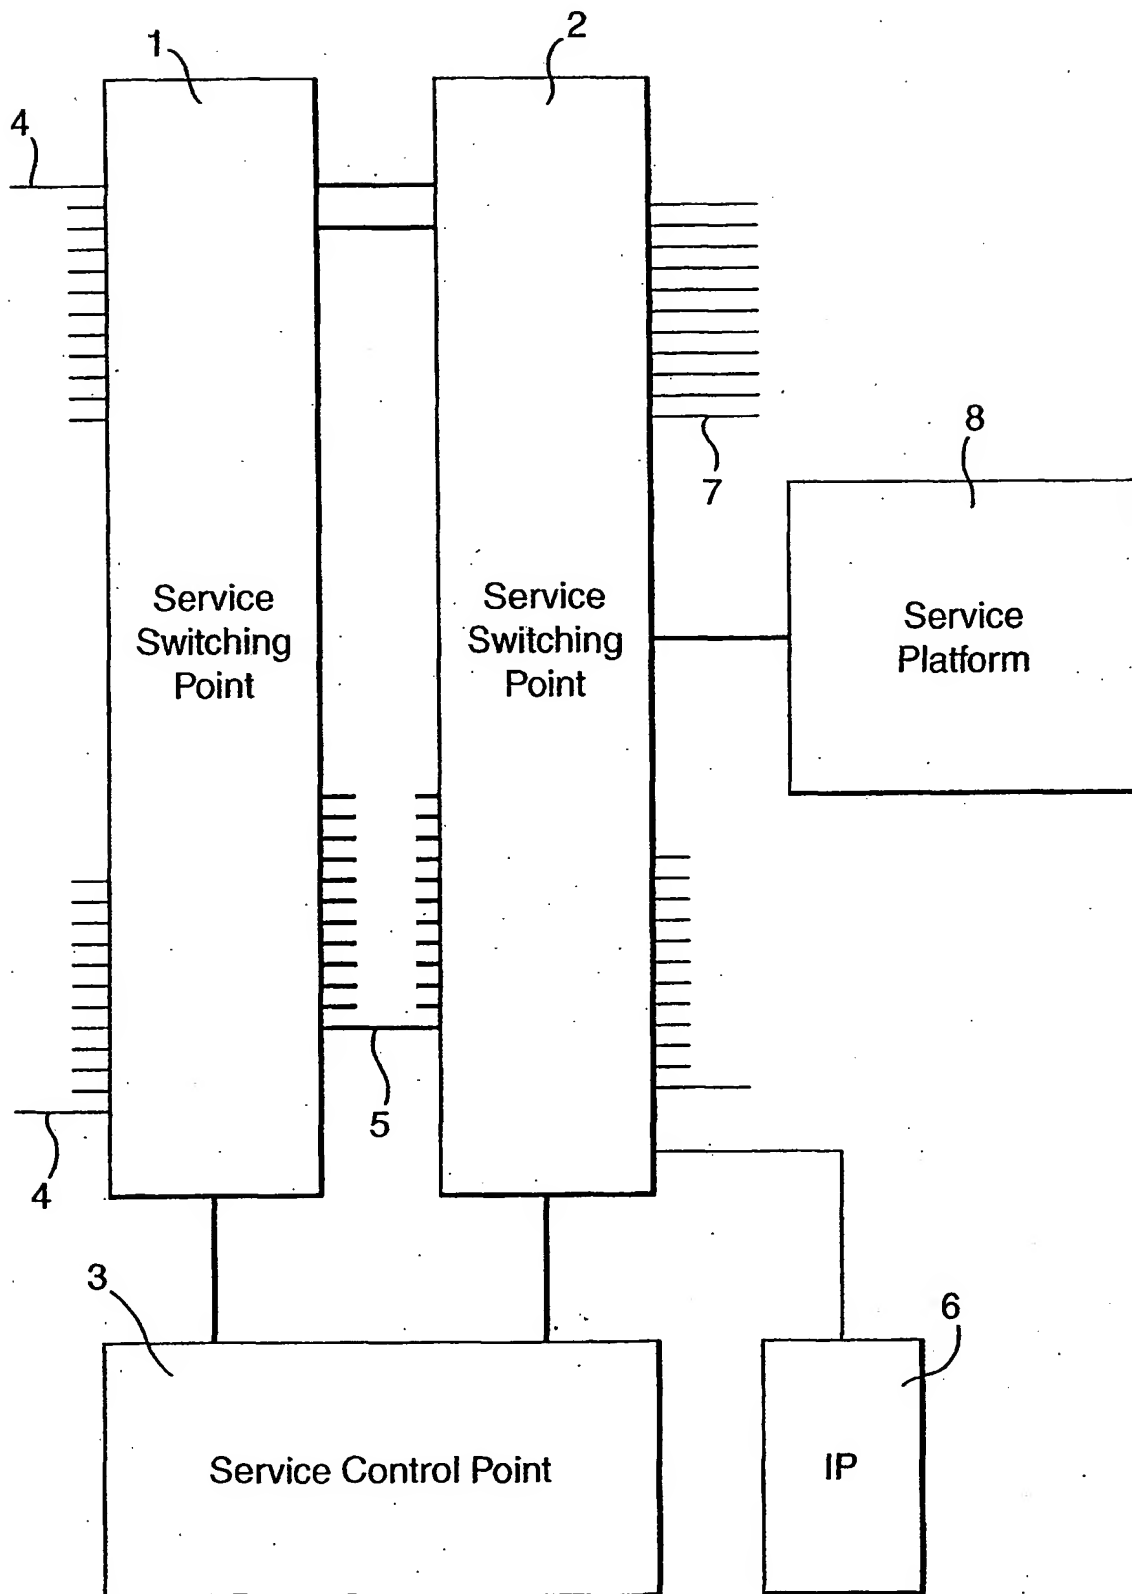 1
2
4
8
7
Service
Switching
Point
Service
Switching
Point
Service
Platform
5
4
3
6
Service Control Point
IP